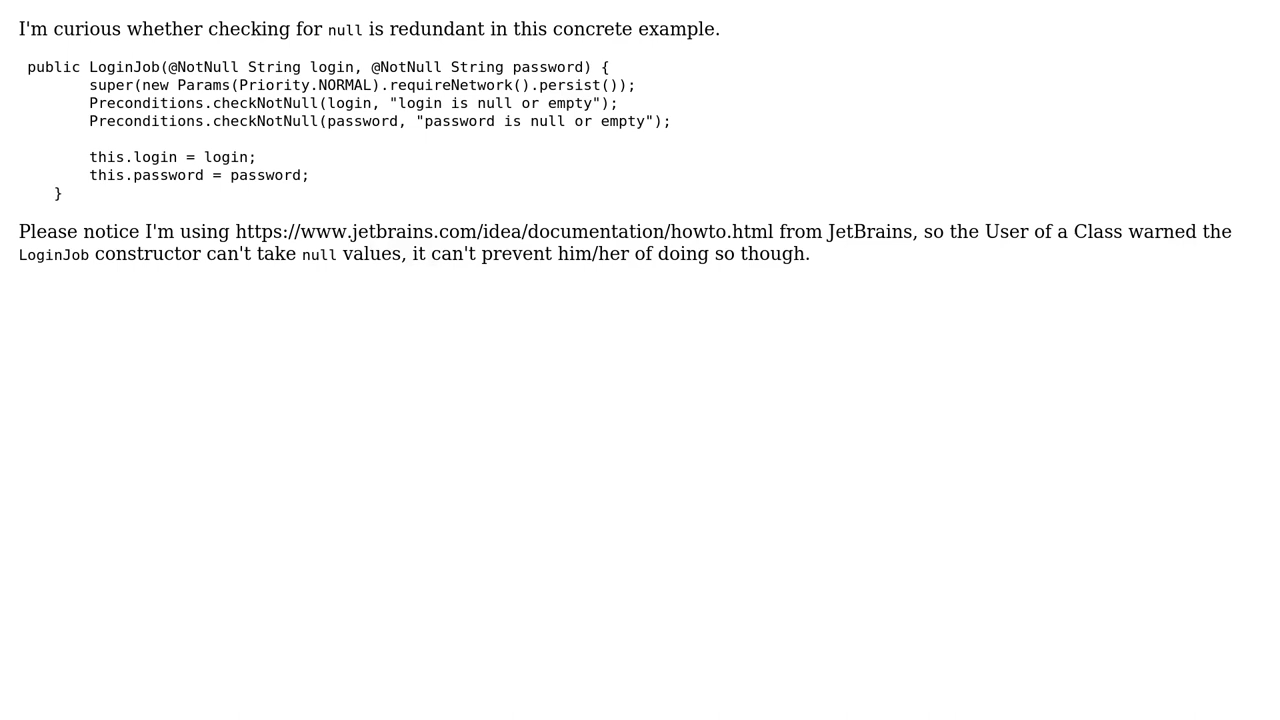 I'm curious whether checking for null is redundant in this concrete example.
public LoginJob(@NotNull String login, @NotNull String password) {
super(new Params(Priority.NORMAL).requireNetwork().persist());
Preconditions.checkNotNull(login, "login is null or empty");
Preconditions.checkNotNull(password, "password is null or empty");
this.login = login;
this.password = password;
}
Please notice I'm using https://www.jetbrains.com/idea/documentation/howto.html from JetBrains, so the User of a Class warned the
LoginJob constructor can't take null values, it can't prevent him/her of doing so though.